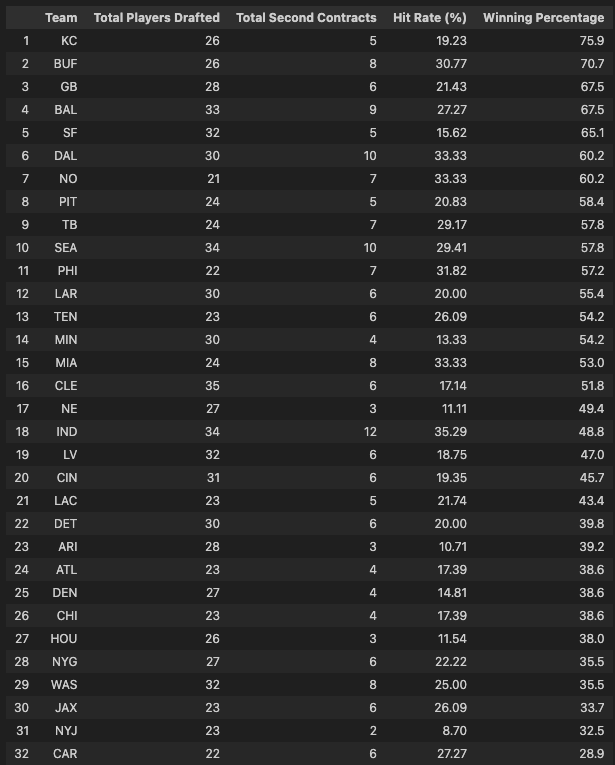 Team Total Players Drafted Total Second Contracts Hit Rate (%) Winning Percentage
1 KC 26 5 19.23 75.9
2 BUF 26 8 30.77 70.7
3 GB 28 6 21.43 67.5
4 BAL 33 9 27.27 67.5
5 SF 32 5 15.62 65.1
6 DAL 30 10 33.33 60.2
7 NO 21 7 33.33 60.2
8 PIT 24 5 20.83 58.4
9 TB 24 7 29.17 57.8
10 SEA 34 10 29.41 57.8
11 PHI 22 7 31.82 57.2
12 LAR 30 6 20.00 55.4
13 TEN 23 6 26.09 54.2
14 MIN 30 4 13.33 54.2
15 MIA 24 8 33.33 53.0
16 CLE 35 6 17.14 51.8
17 NE 27 3 11.11 49.4
18 IND 34 12 35.29 48.8
19 LV 32 6 18.75 47.0
20 CIN 31 6 19.35 45.7
21 LAC 23 5 21.74 43.4
22 DET 30 6 20.00 39.8
23 ARI 28 3 10.71 39.2
24 ATL 23 4 17.39 38.6
25 DEN 27 4 14.81 38.6
26 CHI 23 4 17.39 38.6
27 HOU 26 3 11.54 38.0
28 NYG 27 6 22.22 35.5
29 WAS 32 8 25.00 35.5
30 JAX 23 6 26.09 33.7
31 NYJ 23 2 8.70 32.5
32 CAR 22 6 27.27 28.9